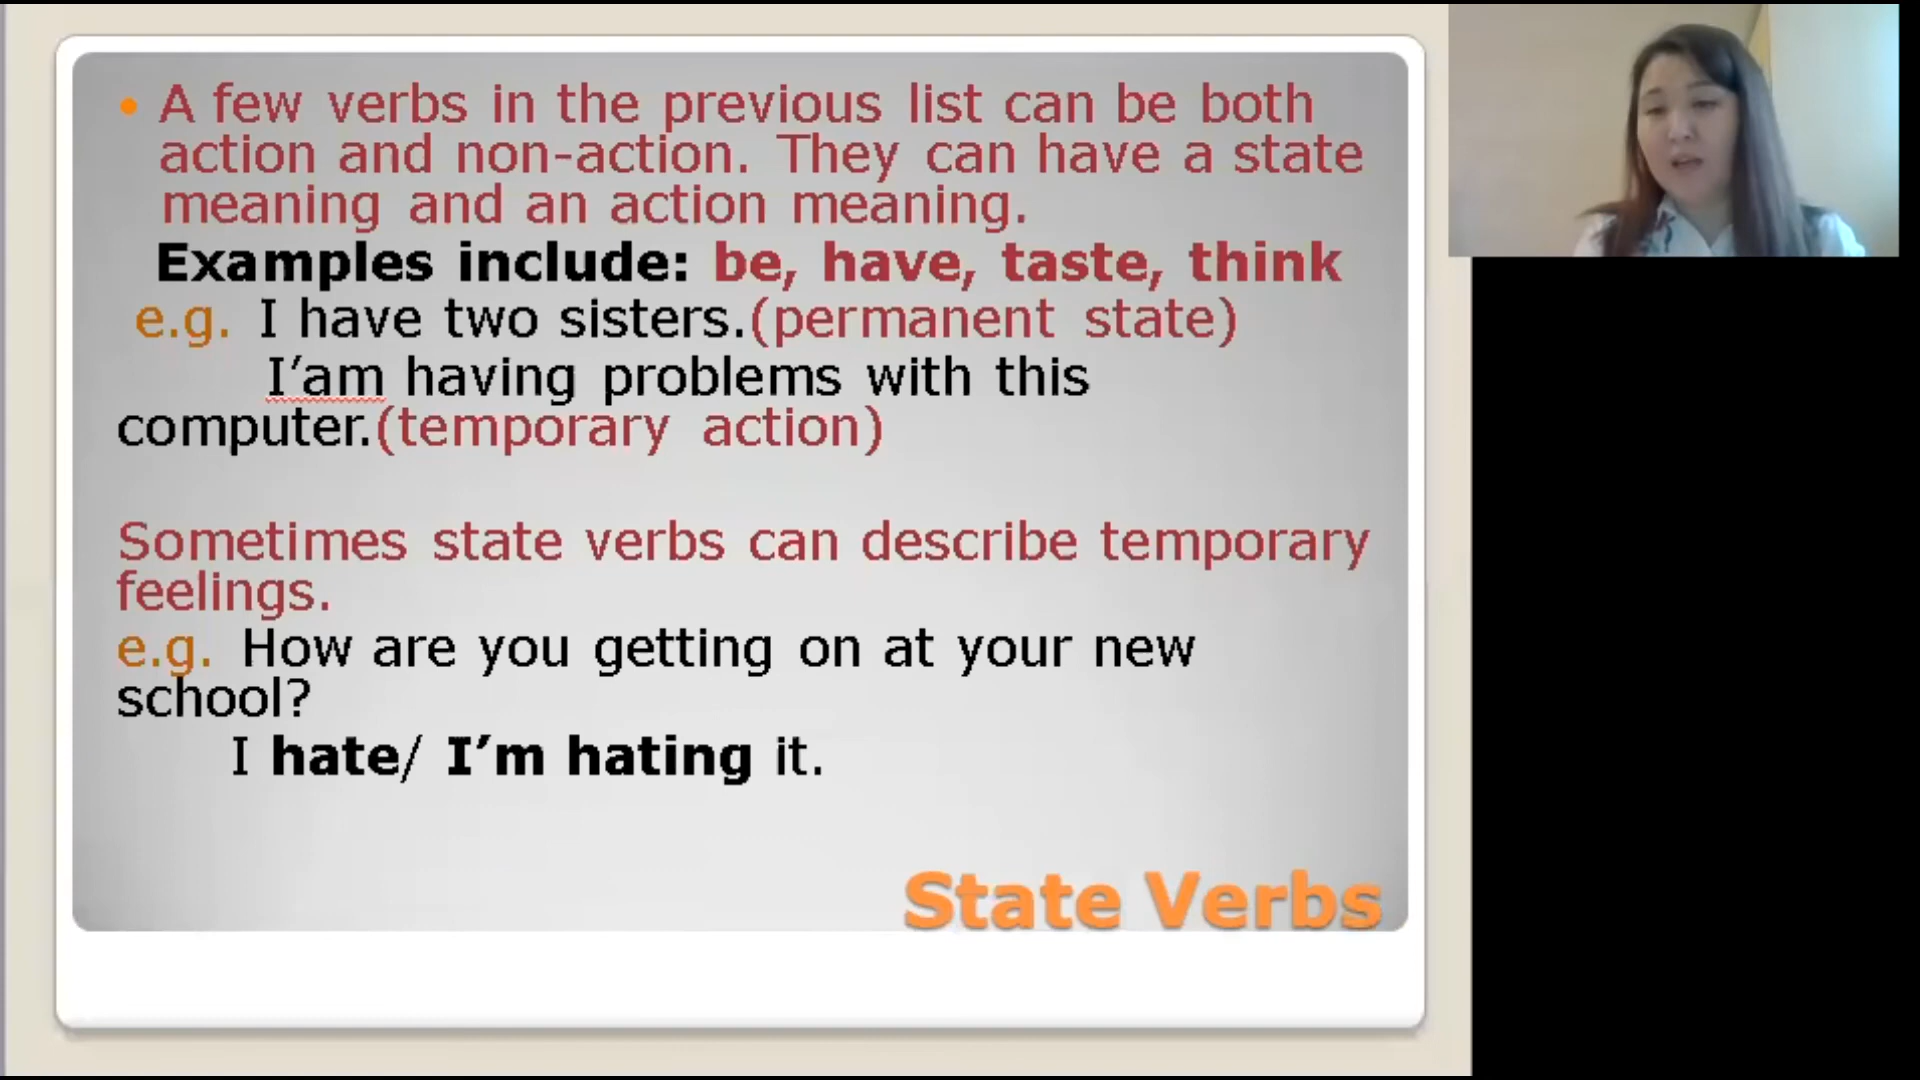 • A few verbs in the previous list can be both
action and non-action. They can have a state
meaning and an action meaning.
Examples include: be, have, taste, think
e.g. I have two sisters.(permanent state)
I’am having problems with this
computer.(temporary action)
Sometimes state verbs can describe temporary
feelings.
e.g. How are you getting on at your new
school?
I hate/ I’m hating it.
State Verbs